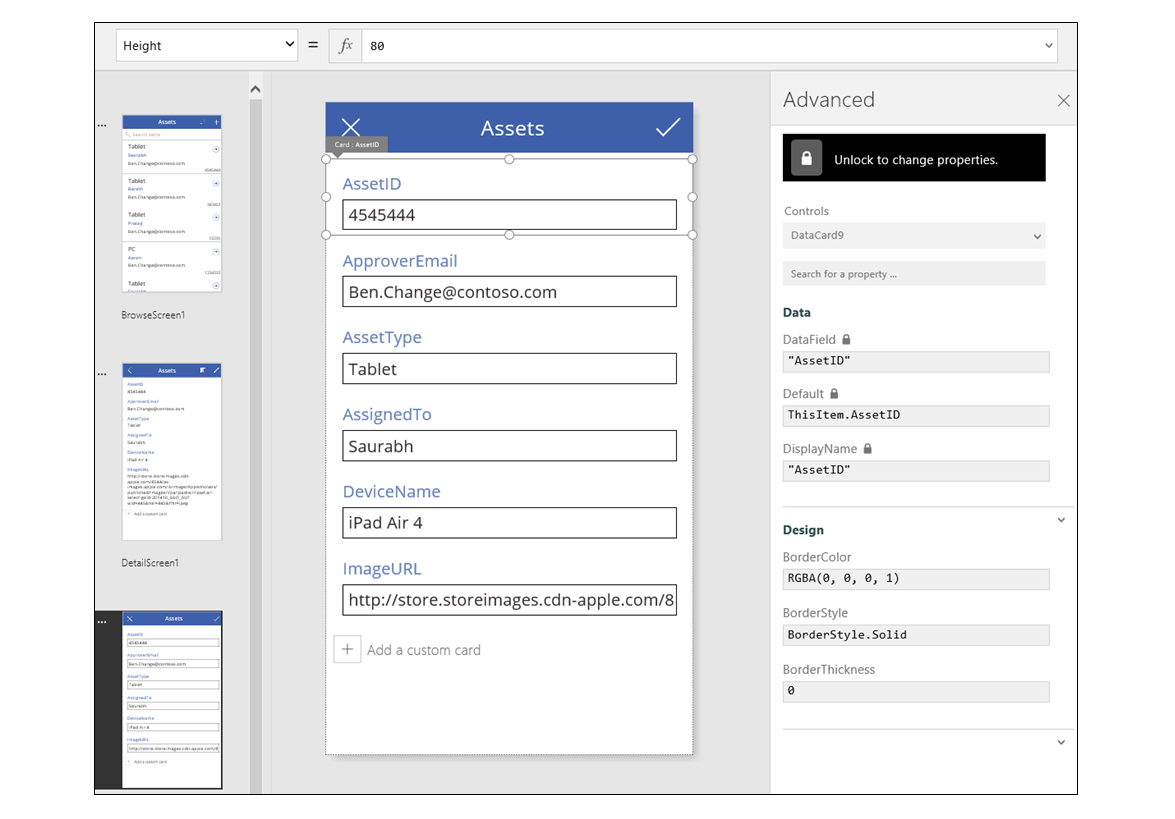 Height
=
fx
80
Assets
Search items
Tablet
Saurabh
Ben.Change@contoso.com
4545444
Tablet
Barath
Ben.Change@contoso.com
Tablet
Pratap
Ben.Change@contoso.com
PC
Aaron
Ben.Change@contoso.com
Tablet
BrowseScreen1
Assets
AssetID
4545444
ApproverEmail
Ben.Change@contoso.com
AssetType
Tablet
AssignedTo
Saurabh
DeviceName
iPad Air 4
ImageURL
http://store.storeimages.cdn-
Add a custom card
DetailScreen1
Assets
AssetID
4545444
ApproverEmail
Ben.Change@contoso.com
AssetType
Tablet
AssignedTo
Saurabh
DeviceName
iPad Air 4
ImageURL
http://store.storeimages.cdn-apple.com/8
Add a custom card
Assets
Card : AssetID
AssetID
4545444
ApproverEmail
Ben.Change@contoso.com
AssetType
Tablet
AssignedTo
Saurabh
DeviceName
iPad Air 4
ImageURL
http://store.storeimages.cdn-apple.com/8
Add a custom card
Advanced
Unlock to change properties.
Controls
DataCard9
Search for a property ...
Data
DataField
"AssetID"
Default
ThisItem.AssetID
DisplayName
"AssetID"
Design
BorderColor
RGBA(0, 0, 0, 1)
BorderStyle
BorderStyle.Solid
BorderThickness
0